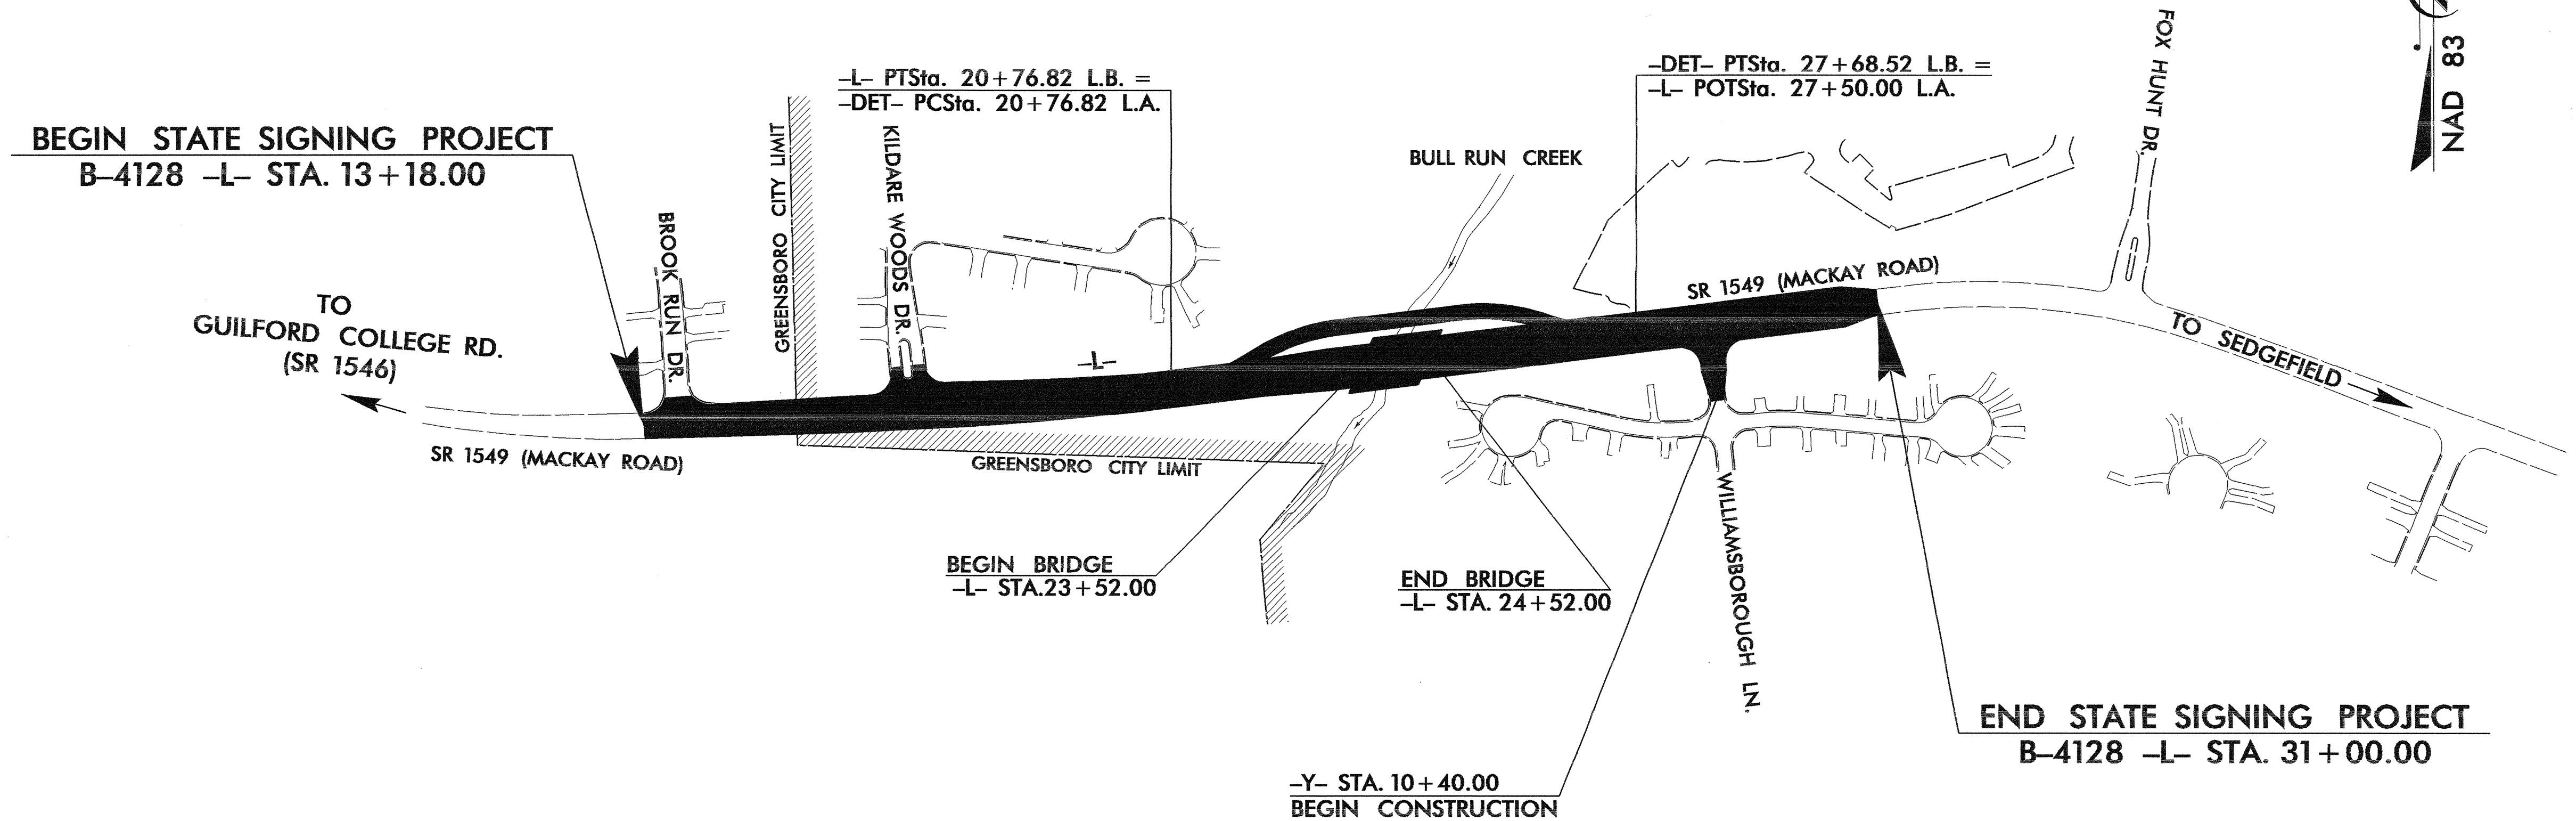 BEGIN STATE SIGNING PROJECT
B–4128 –L– STA. 13+18.00
–L– PTSta. 20+76.82 L.B. =
–DET– PCSta. 20+76.82 L.A.
–DET– PTSta. 27+68.52 L.B. =
–L– POTSta. 27+50.00 L.A.
NAD 83
FOX HUNT DR.
BULL RUN CREEK
GREENSBORO CITY LIMIT
KILDARE WOODS DR.
BROOK RUN DR.
TO
GUILFORD COLLEGE RD.
(SR 1546)
SR 1549 (MACKAY ROAD)
–L–
SR 1549 (MACKAY ROAD)
TO SEDGEFIELD
GREENSBORO CITY LIMIT
BEGIN BRIDGE
–L– STA.23+52.00
END BRIDGE
–L– STA. 24+52.00
WILLIAMSBOROUGH LN.
END STATE SIGNING PROJECT
B–4128 –L– STA. 31+00.00
–Y– STA. 10+40.00
BEGIN CONSTRUCTION